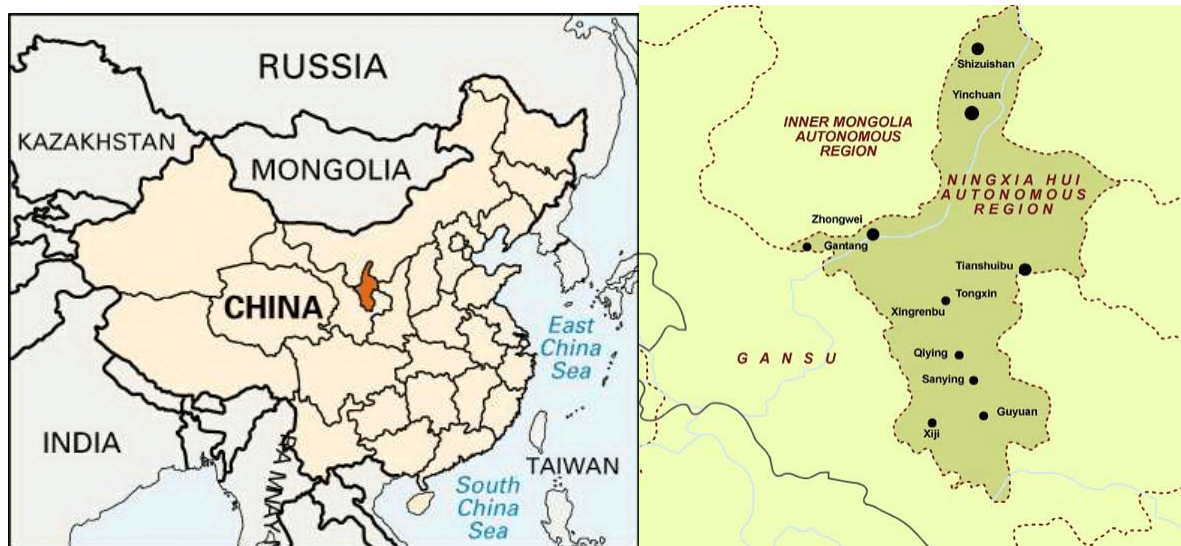 RUSSIA
KAZAKHSTAN
MONGOLIA
CHINA
East
China
Sea
INDIA
TAIWAN
South
China
Sea
Shizuishan
Yinchuan
INNER MONGOLIA
AUTONOMOUS
REGION
NINGXIA HUI
AUTONOMOUS
REGION
Zhongwei
Gantang
Tianshuibu
Tongxin
Xingrenbu
GANSU
Qiying
Sanying
Guyuan
Xiji